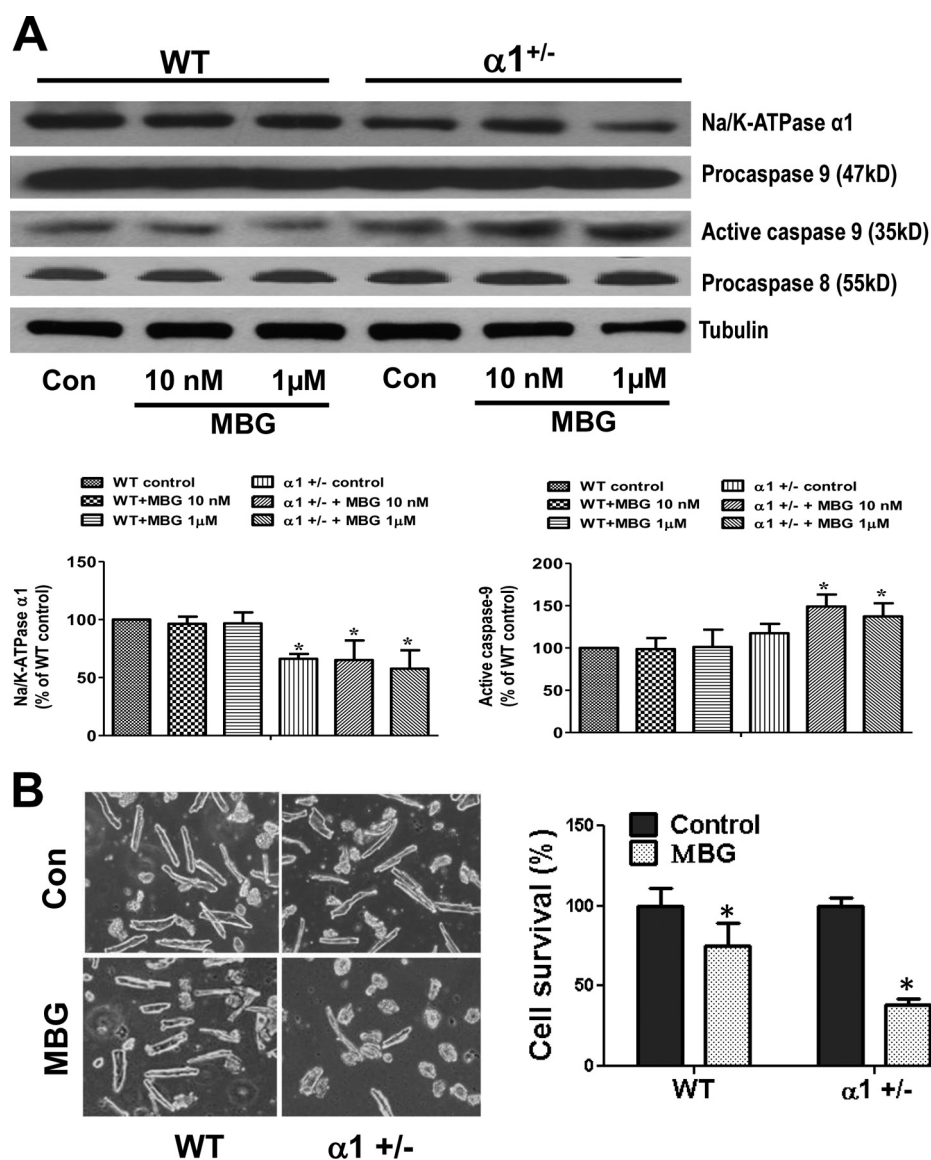 A
WT
α1+/-
Na/K-ATPase α1
Procaspase 9 (47kD)
Active caspase 9 (35kD)
Procaspase 8 (55kD)
Tubulin
Con 10 nM 1µM Con 10 nM 1µM
MBG MBG
WT control
WT+MBG 10 nM
WT+MBG 1µM
α1 +/- control
α1 +/- + MBG 10 nM
α1 +/- + MBG 1µM
Na/K-ATPase α1
(% of WT control)
150
100
50
0
* * *
WT control
WT+MBG 10 nM
WT+MBG 1µM
α1 +/- control
α1 +/- + MBG 10 nM
α1 +/- + MBG 1µM
Active caspase-9
(% of WT control)
200
150
100
50
0
* *
B
Con
MBG
WT
α1 +/-
Cell survival (%)
150
100
50
0
Control
MBG
*
*
WT
α1 +/-